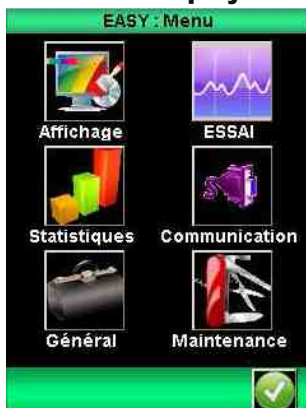 EASY : Menu
Affichage ESSAI
Statistiques Communication
Général Maintenance